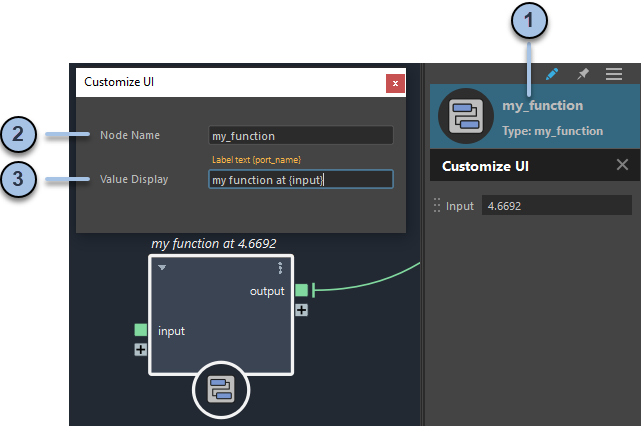 1
Customize UI
x
my_function
Type: my_function
2
Node Name
my_function
Label text {port_name}
3
Value Display
my function at {input}
Customize UI
Input
4.6692
my function at 4.6692
output
input